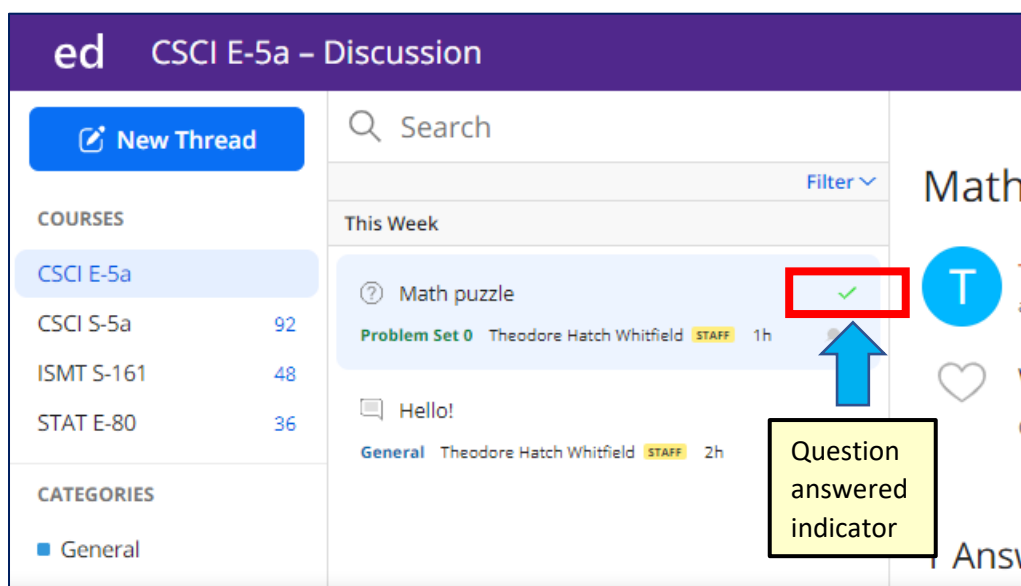 ed CSCI E-5a – Discussion
New Thread
COURSES
CSCI E-5a
CSCI S-5a 92
ISMT S-161 48
STAT E-80 36
CATEGORIES
General
Search
Filter
This Week
Math puzzle
Problem Set 0 Theodore Hatch Whitfield STAFF 1h
Hello!
General Theodore Hatch Whitfield STAFF 2h
Question
answered
indicator
Math
T